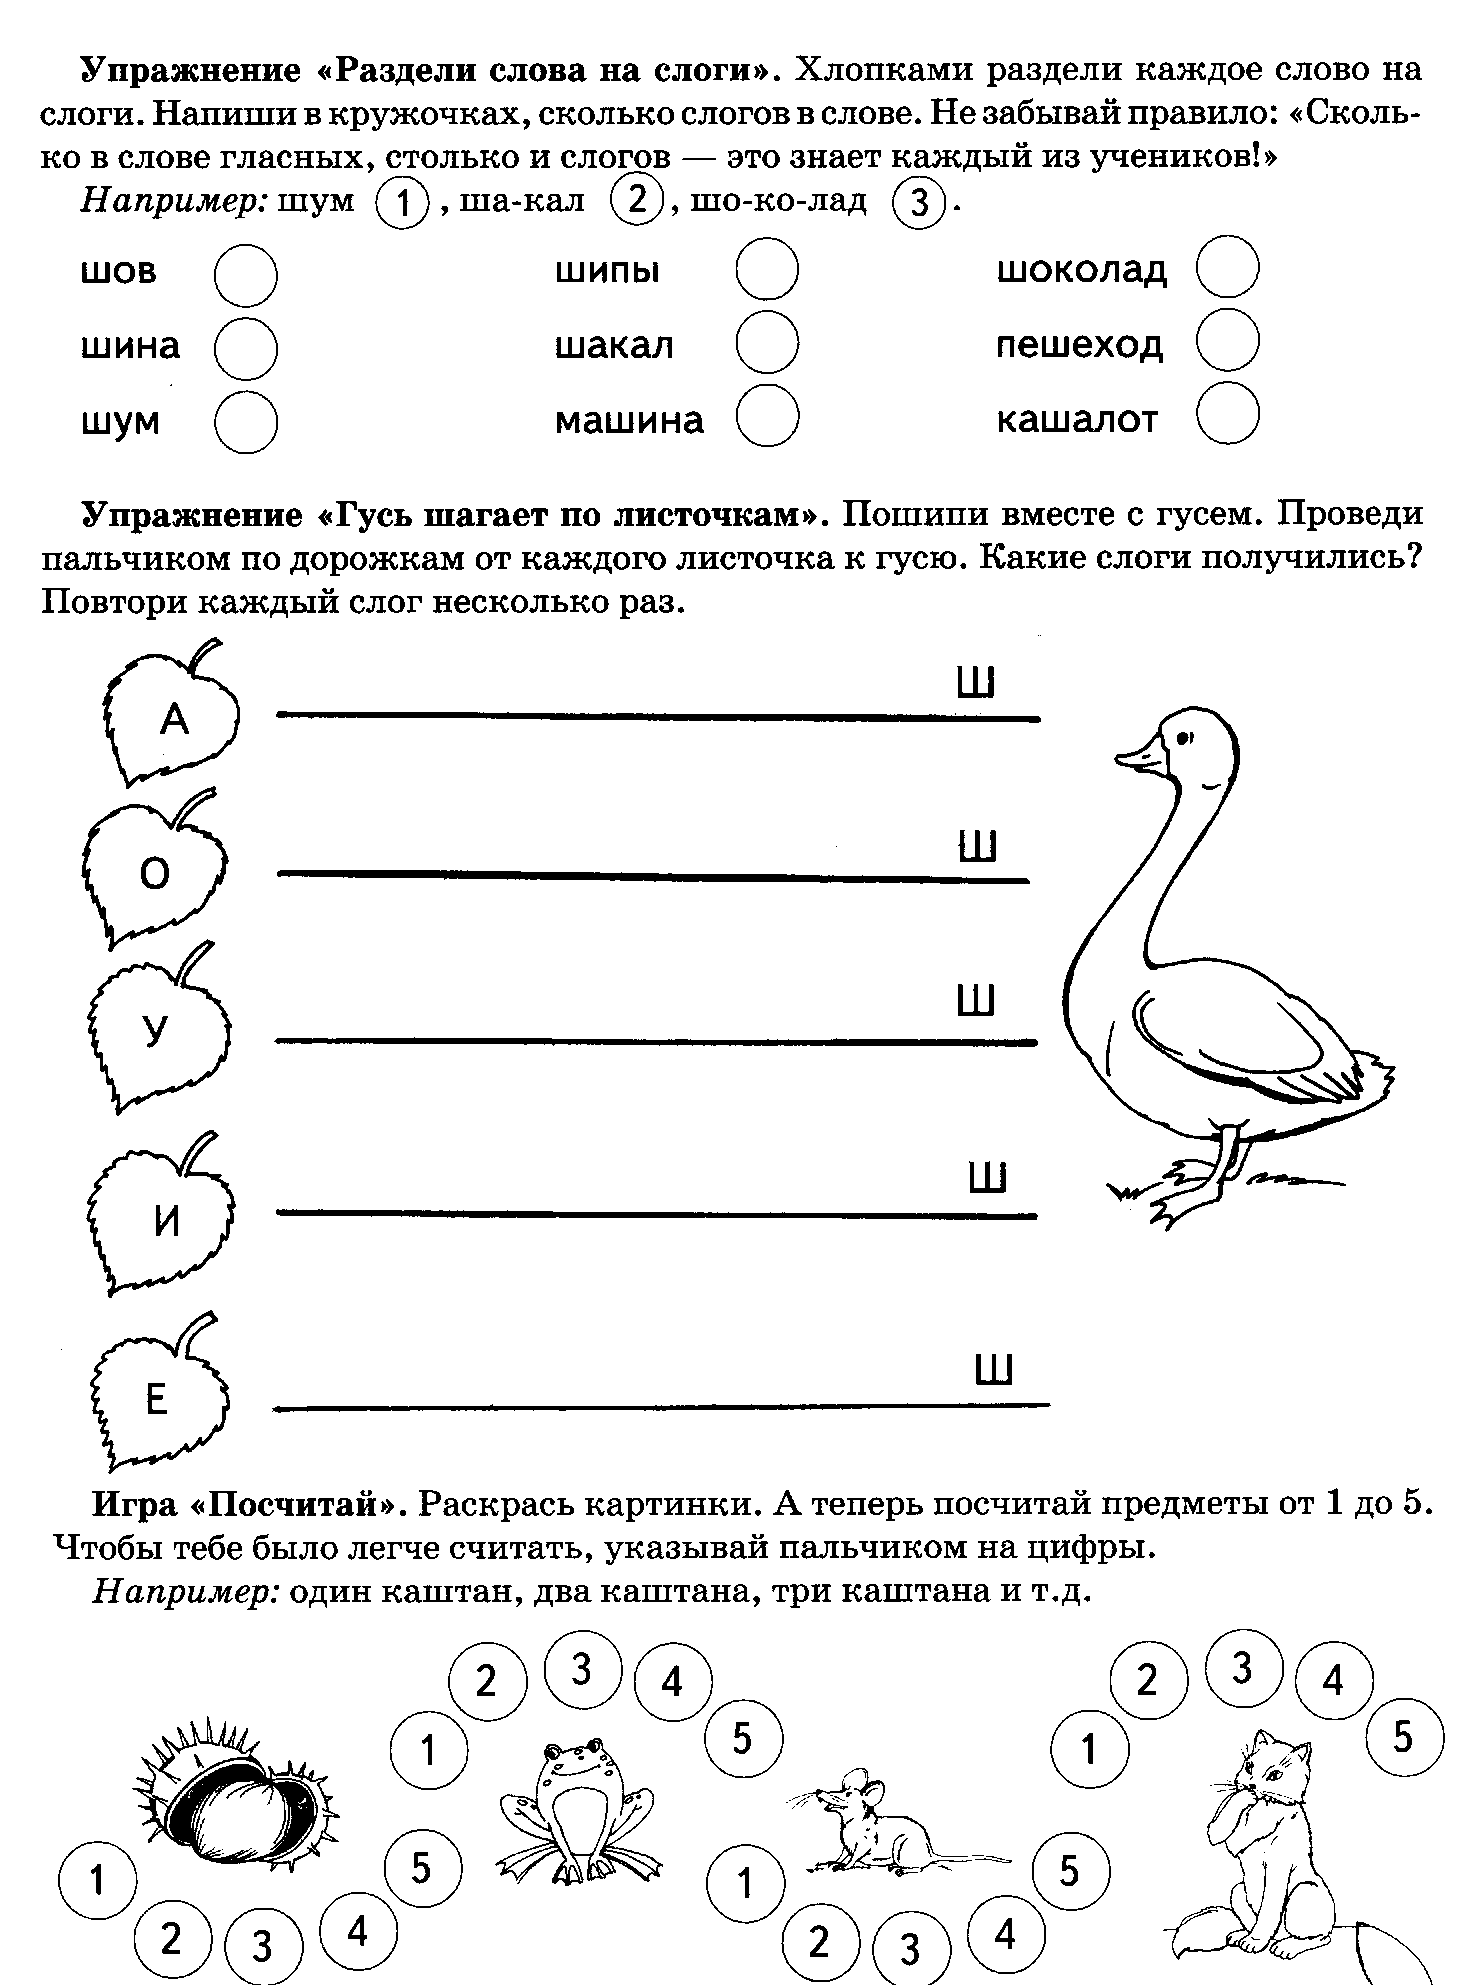 Упражнение «Раздели слова на слоги». Хлопками раздели каждое слово на
слоги. Напиши в кружочках, сколько слогов в слове. Не забывай правило: «Сколь-
ко в слове гласных, столько и слогов — это знает каждый из учеников!»
Например: шум 1, ша-кал 2, шо-ко-лад 3.
шов шипы шоколад
шина шакал пешеход
шум машина кашалот
Упражнение «Гусь шагает по листочкам». Пошипи вместе с гусем. Проведи
пальчиком по дорожкам от каждого листочка к гусю. Какие слоги получились?
Повтори каждый слог несколько раз.
А Ш
О Ш
У Ш
И Ш
Е Ш
Игра «Посчитай». Раскрась картинки. А теперь посчитай предметы от 1 до 5.
Чтобы тебе было легче считать, указывай пальчиком на цифры.
Например: один каштан, два каштана, три каштана и т.д.
1 2 3 4 5
1 2 3 4 5
1 2 3 4 5
1 2 3 4 5